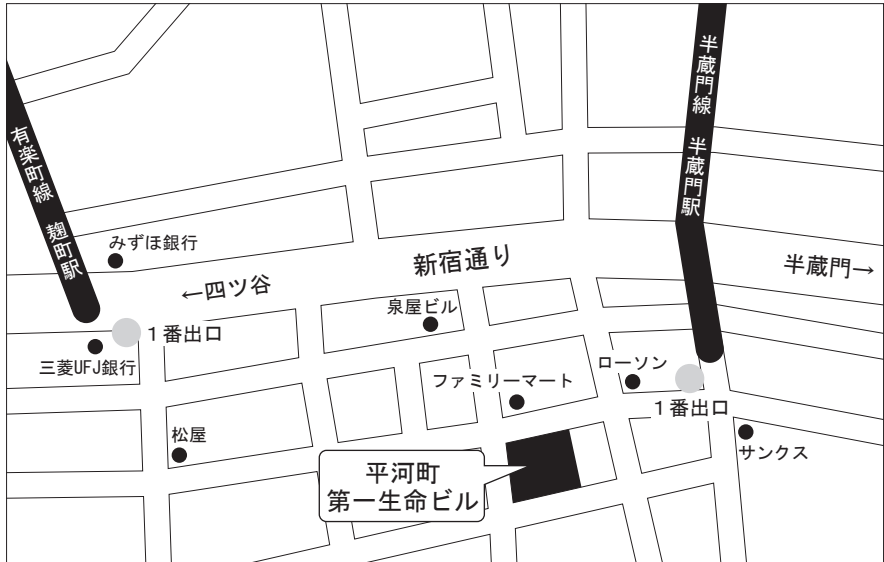 有楽町線 麹町駅
半蔵門線 半蔵門駅
みずほ銀行
←四ツ谷
新宿通り
半蔵門→
泉屋ビル
1番出口
三菱UFJ銀行
ローソン
ファミリーマート
1番出口
松屋
サンクス
平河町
第一生命ビル